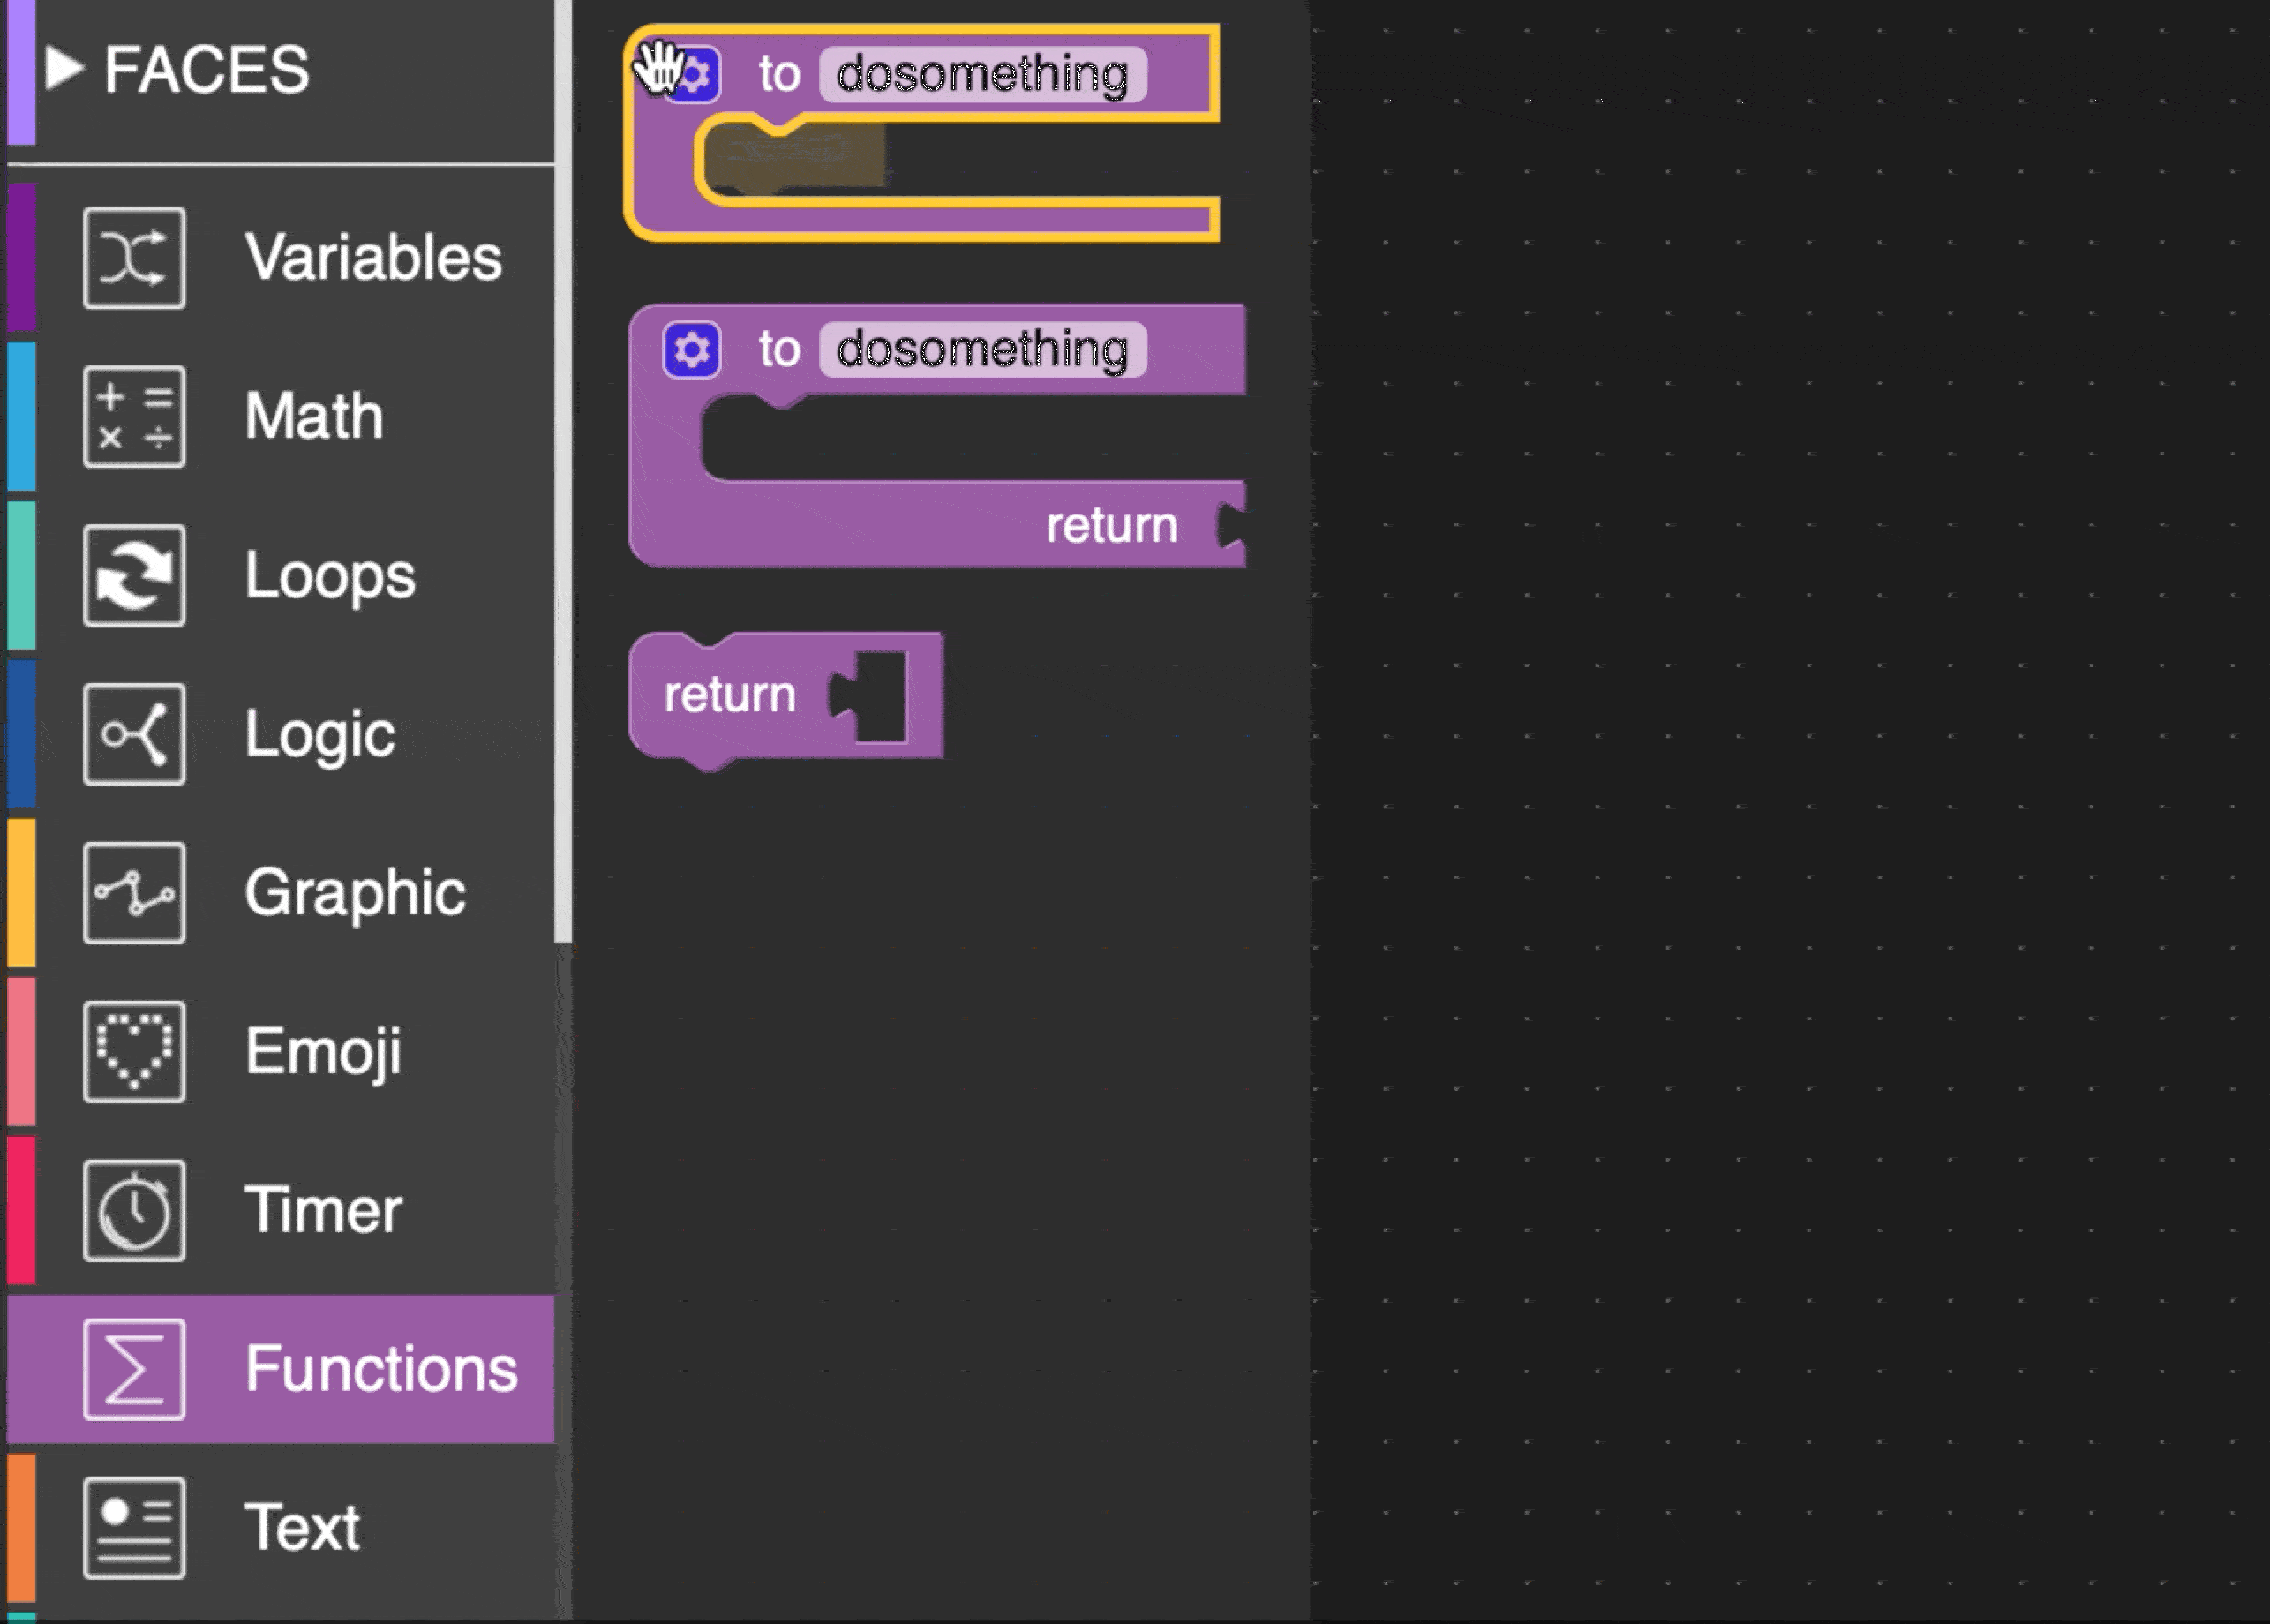 FACES
Variables
Math
Loops
Logic
Graphic
Emoji
Timer
Functions
Text
to dosomething
to dosomething
return
return